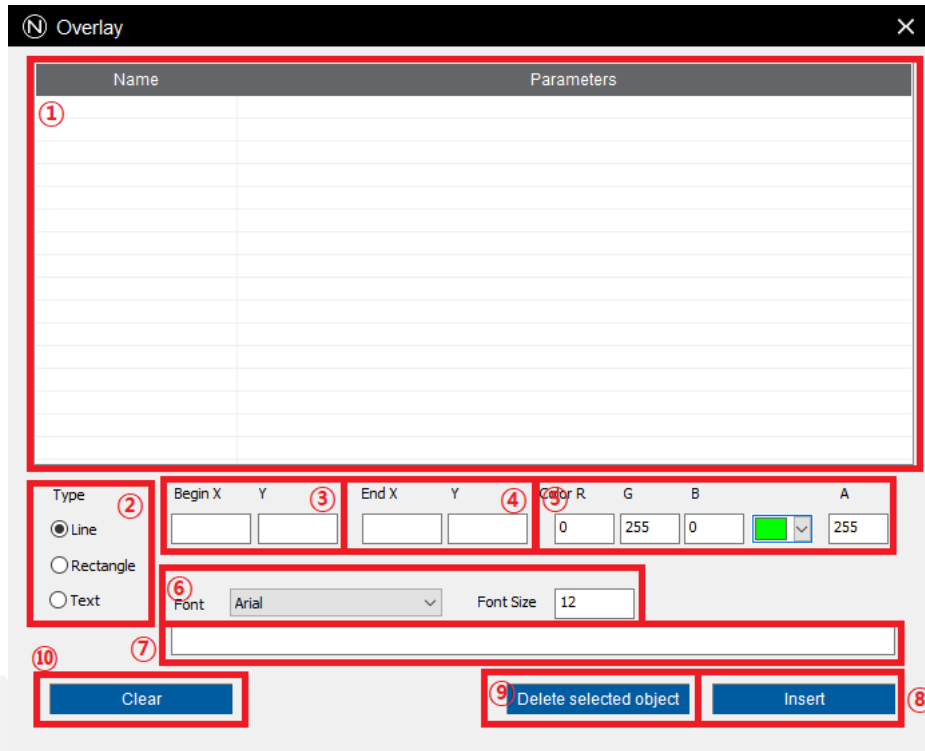 N Overlay
Name Parameters
①
Type ② Begin X Y ③ End X Y ④ Color R ⑤ G B A
Line 0 255 0 255
Rectangle
⑥
Text Font Arial Font Size 12
⑦
⑩
Clear ⑨ Delete selected object Insert ⑧